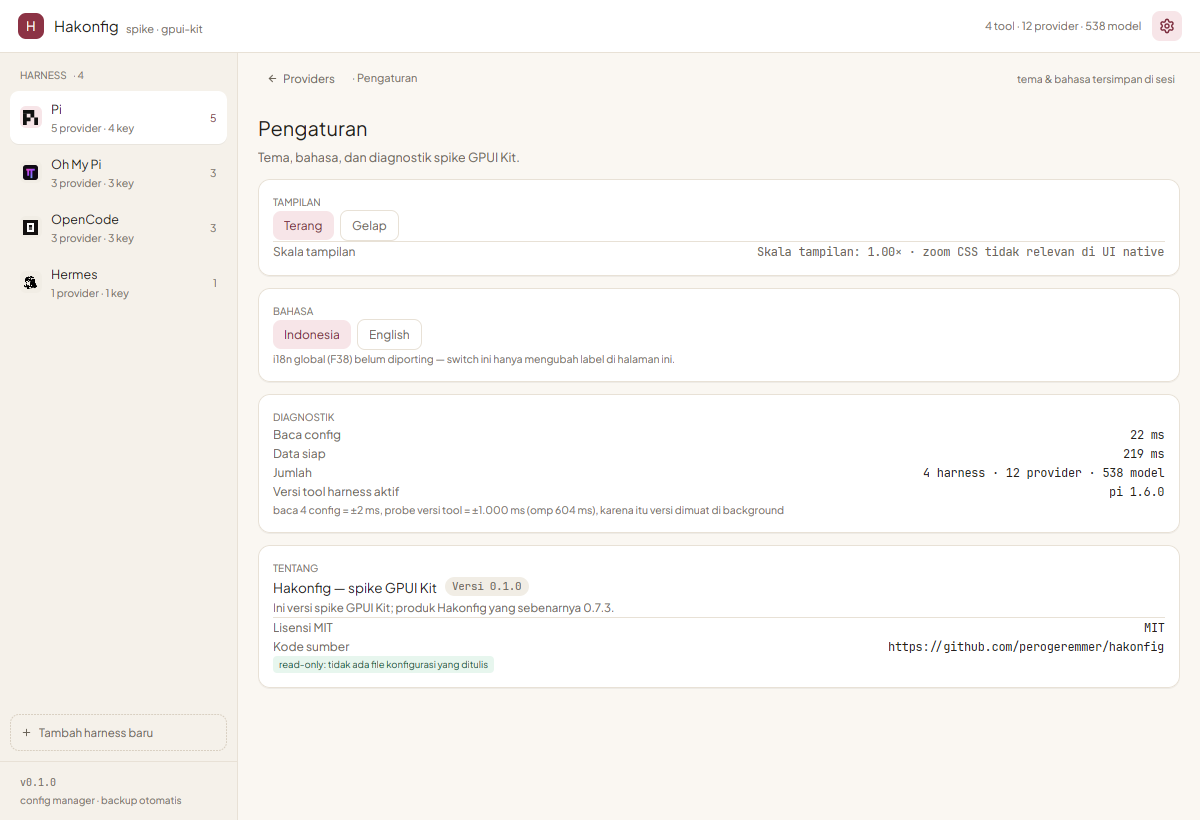 H Hakonfig spike · gpui-kit
4 tool · 12 provider · 538 model
HARNESS · 4
Pi
5 provider · 4 key
5
Oh My Pi
3 provider · 3 key
3
OpenCode
3 provider · 3 key
3
Hermes
1 provider · 1 key
1
+ Tambah harness baru
v0.1.0
config manager · backup otomatis
← Providers · Pengaturan
tema & bahasa tersimpan di sesi
Pengaturan
Tema, bahasa, dan diagnostik spike GPUI Kit.
TAMPILAN
Terang Gelap
Skala tampilan Skala tampilan: 1.00× · zoom CSS tidak relevan di UI native
BAHASA
Indonesia English
i18n global (F38) belum diporting — switch ini hanya mengubah label di halaman ini.
DIAGNOSTIK
Baca config 22 ms
Data siap 219 ms
Jumlah 4 harness · 12 provider · 538 model
Versi tool harness aktif pi 1.6.0
baca 4 config = ±2 ms, probe versi tool = ±1.000 ms (omp 604 ms), karena itu versi dimuat di background
TENTANG
Hakonfig — spike GPUI Kit Versi 0.1.0
Ini versi spike GPUI Kit; produk Hakonfig yang sebenarnya 0.7.3.
Lisensi MIT MIT
Kode sumber https://github.com/perogeremmer/hakonfig
read-only: tidak ada file konfigurasi yang ditulis